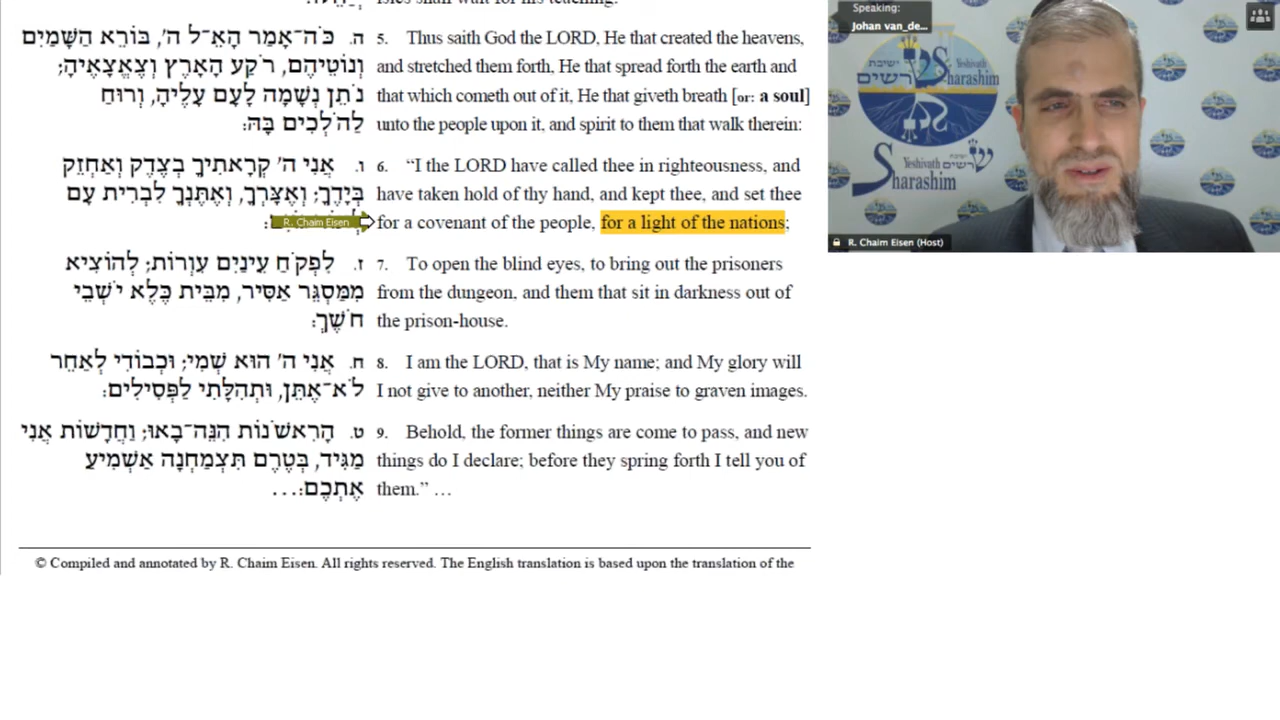 isles shall wait for his teaching.
ה. כֹּה־אָמַר הָאֵ־ל ה', בּוֹרֵא הַשָּׁמַיִם
וְנוֹטֵיהֶם, רֹקַע הָאָרֶץ וְצֶאֱצָאֶיהָ;
נֹתֵן נְשָׁמָה לָעָם עָלֶיהָ, וְרוּחַ
לַהֹלְכִים בָּהּ:
5. Thus saith God the LORD, He that created the heavens,
and stretched them forth, He that spread forth the earth and
that which cometh out of it, He that giveth breath [or: a soul]
unto the people upon it, and spirit to them that walk therein:
ו. אֲנִי ה' קְרָאתִיךָ בְצֶדֶק וְאַחְזֵק
בְּיָדֶךָ; וְאֶצָּרְךָ, וְאֶתֶּנְךָ לִבְרִית עָם
R. Chaim Eisen
6. “I the LORD have called thee in righteousness, and
have taken hold of thy hand, and kept thee, and set thee
for a covenant of the people, for a light of the nations;
ז. לִפְקֹחַ עֵינַיִם עִוְרוֹת; לְהוֹצִיא
מִמַּסְגֵּר אַסִּיר, מִבֵּית כֶּלֶא יֹשְׁבֵי
חֹשֶׁךְ:
7. To open the blind eyes, to bring out the prisoners
from the dungeon, and them that sit in darkness out of
the prison-house.
ח. אֲנִי ה' הוּא שְׁמִי; וּכְבוֹדִי לְאַחֵר
לֹא־אֶתֵּן, וּתְהִלָּתִי לַפְּסִילִים:
8. I am the LORD, that is My name; and My glory will
I not give to another, neither My praise to graven images.
ט. הָרִאשֹׁנוֹת הִנֵּה־בָאוּ; וַחֲדָשׁוֹת אֲנִי
מַגִּיד, בְּטֶרֶם תִּצְמַחְנָה אַשְׁמִיעַ
אֶתְכֶם:...
9. Behold, the former things are come to pass, and new
things do I declare; before they spring forth I tell you of
them.” …
© Compiled and annotated by R. Chaim Eisen. All rights reserved. The English translation is based upon the translation of the
Speaking:
Johan van_de...
ישיבת
שרשים
Yeshivath
Sharashim
Yeshivath ישיבת
שרשים
Sharashim
R. Chaim Eisen (Host)